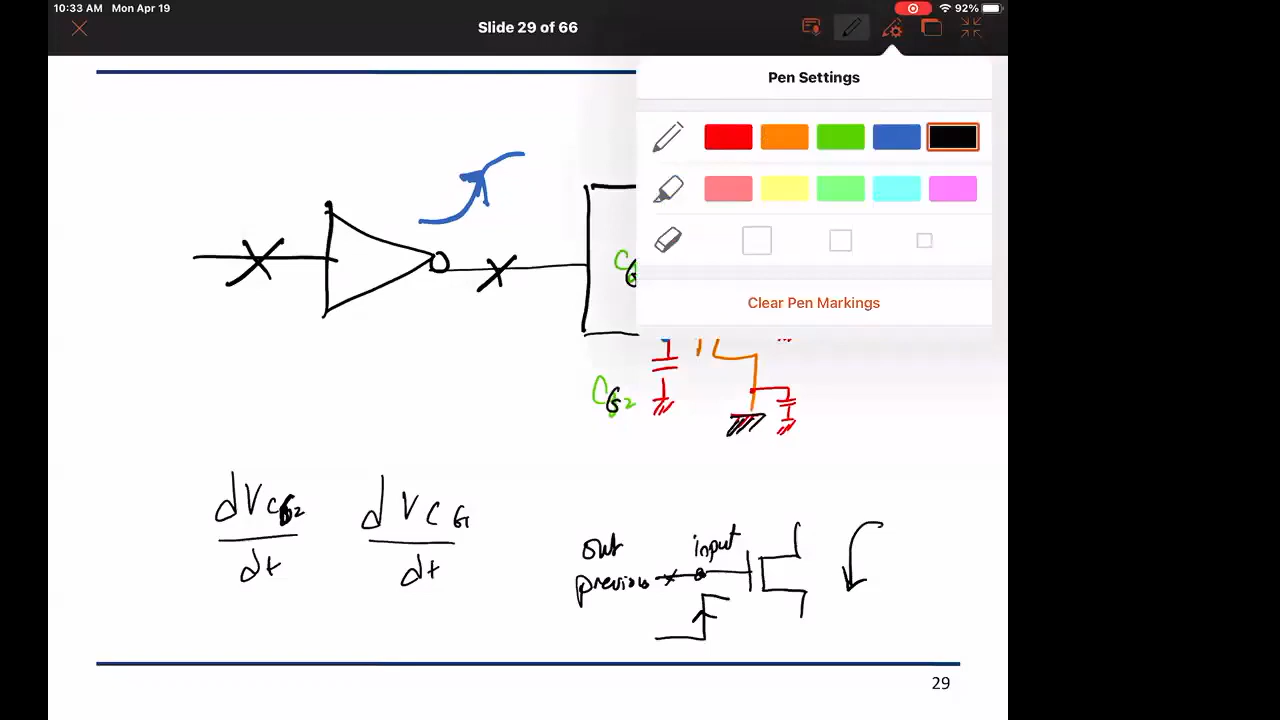 10:33 AM Mon Apr 19
92%
Slide 29 of 66
Pen Settings
Clear Pen Markings
CG2
dVCG2
dt
dVCG
dt
out
previous
input
29